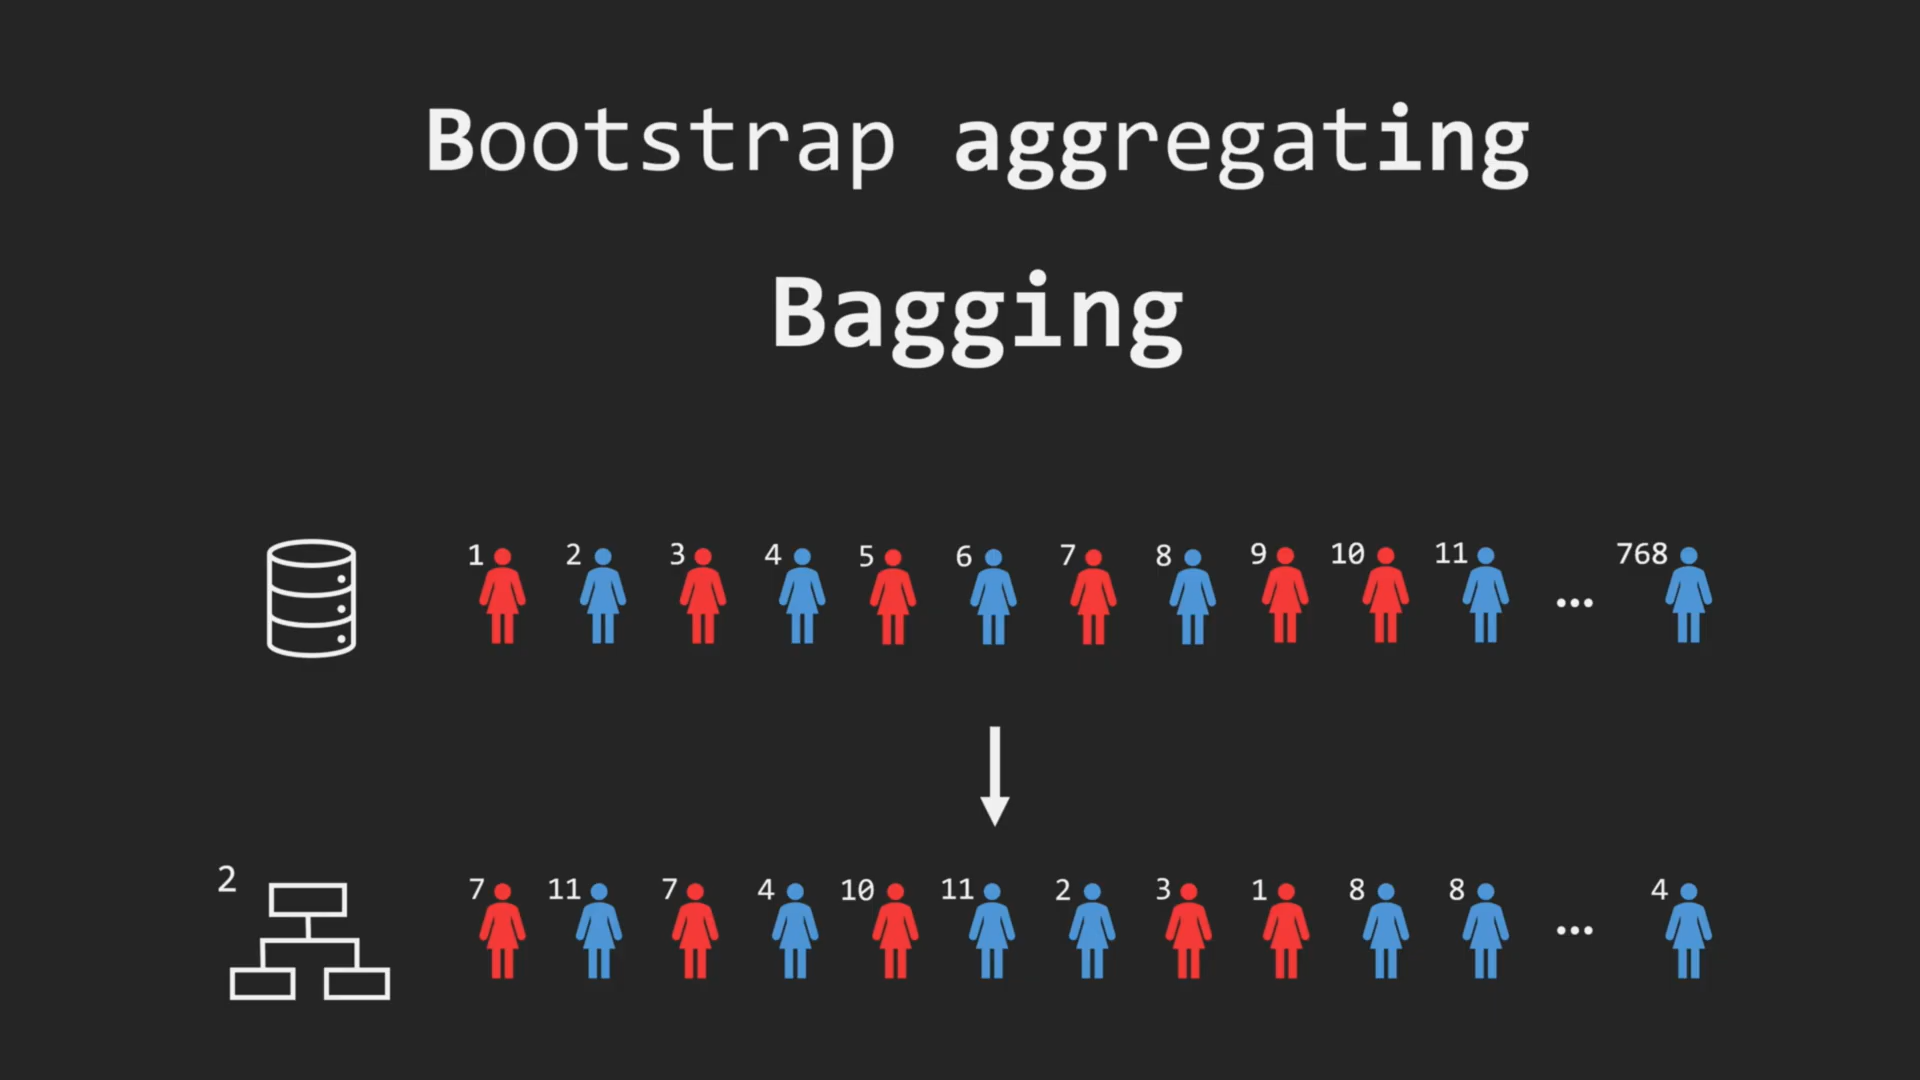 Bootstrap aggregating
Bagging
1 2 3 4 5 6 7 8 9 10 11 ... 768
2
7 11 7 4 10 11 2 3 1 8 8 ... 4